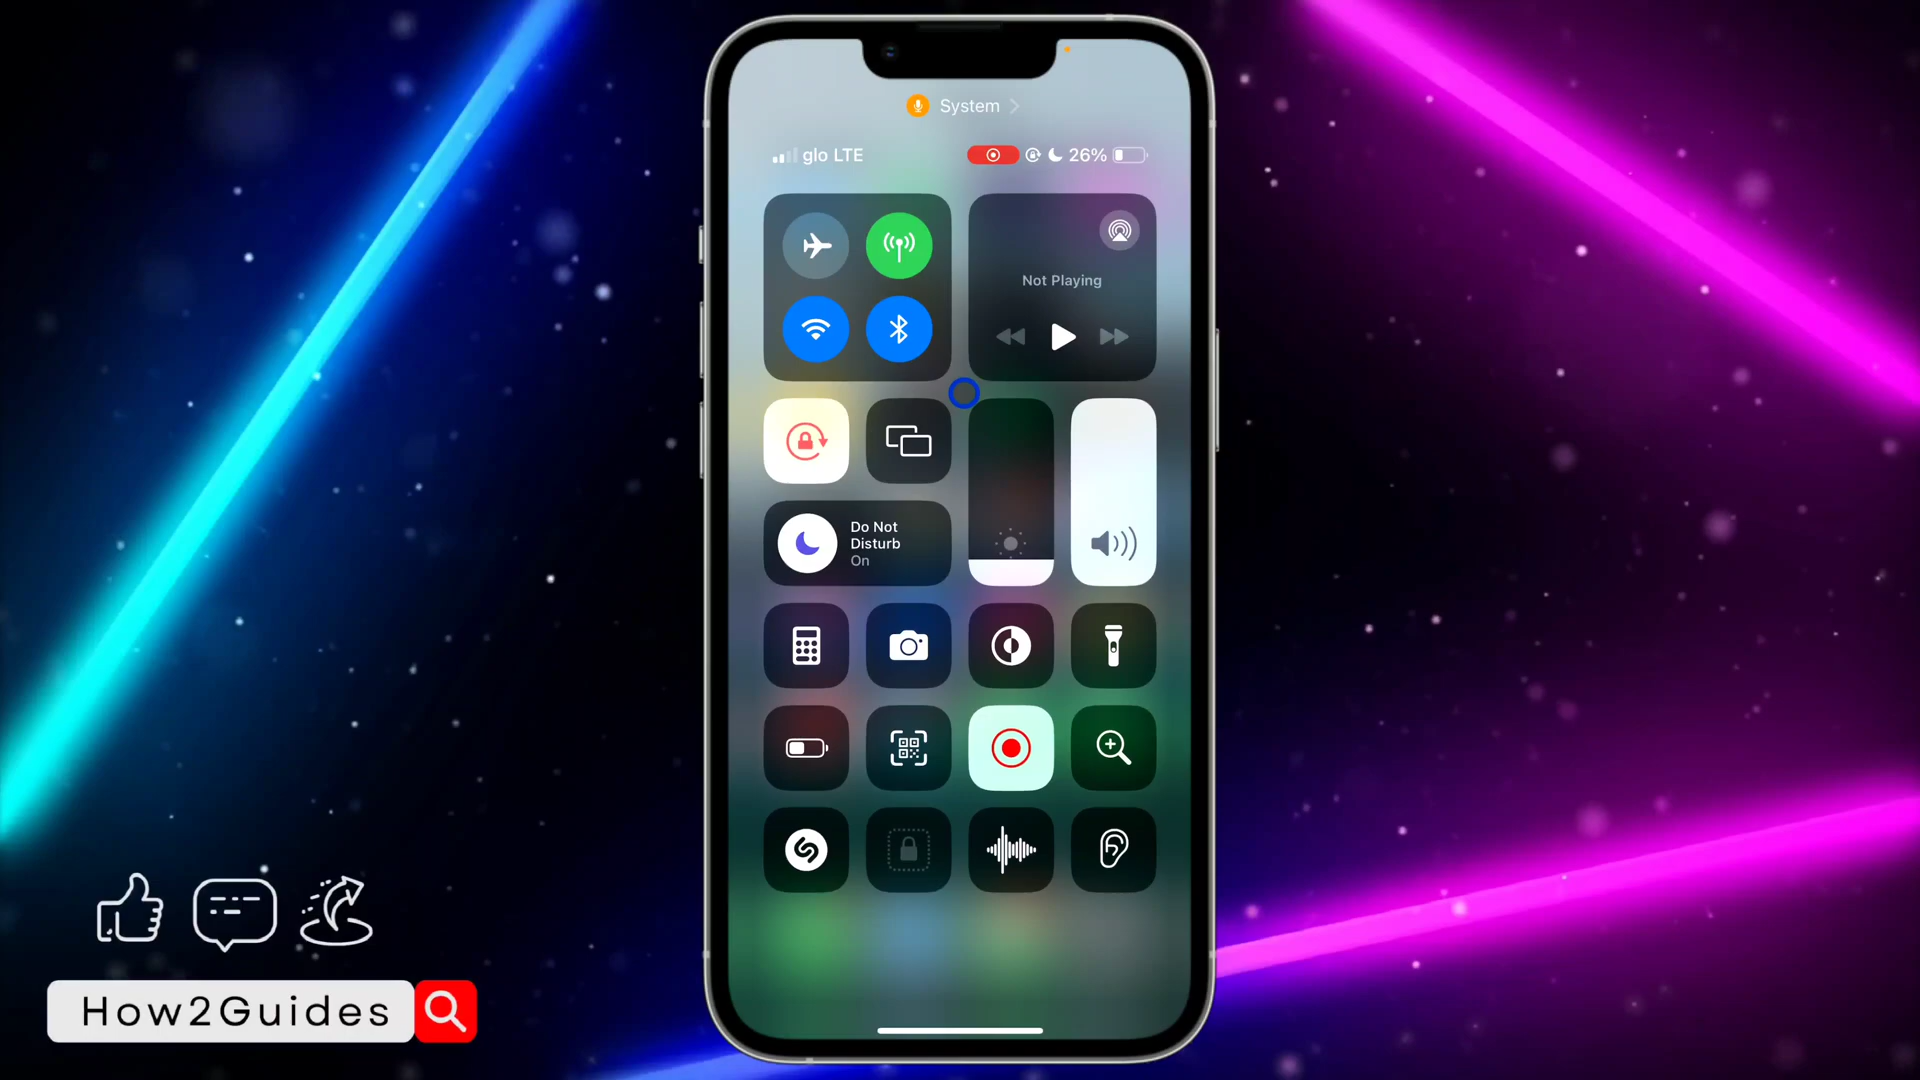 System
glo LTE
26%
Not Playing
Do Not
Disturb
On
How2Guides